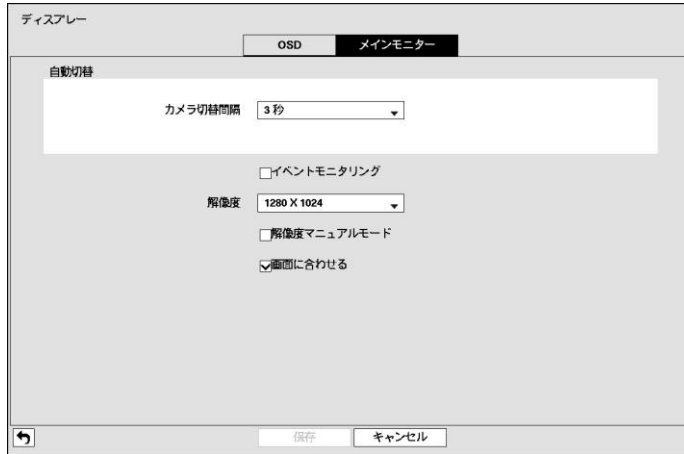 ディスプレー
OSD メインモニター
自動切替
カメラ切替間隔 3 秒
イベントモニタリング
解像度 1280 X 1024
解像度マニュアルモード
画面に合わせる
保存 キャンセル